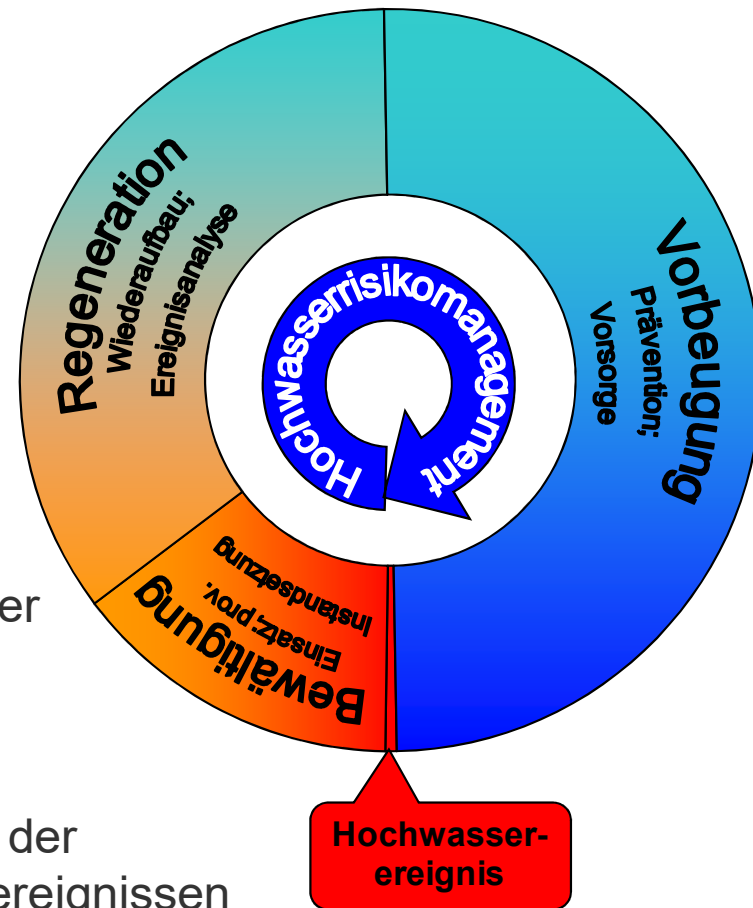 Regeneration
Wiederaufbau;
Ereignisanalyse
Vorbeugung
Prävention;
Vorsorge
Hochwasserrisikomanagement
Bewältigung
Einsatz; prov.
Instandsetzung
er
der
ereignissen
Hochwasser-
ereignis